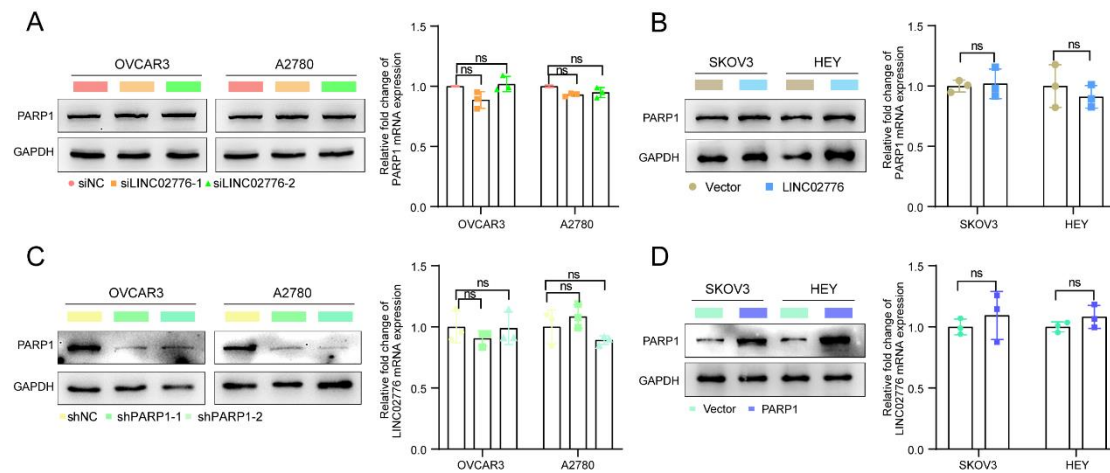 A
OVCAR3 A2780
PARP1
GAPDH
siNC siLINC02776-1 siLINC02776-2
Relative fold change of
PARP1 mRNA expression
1.5
1.0
0.5
0.0
ns
ns
ns
ns
OVCAR3 A2780
B
SKOV3 HEY
PARP1
GAPDH
Vector LINC02776
Relative fold change of
PARP1 mRNA expression
1.5
1.0
0.5
0.0
ns
ns
SKOV3 HEY
C
OVCAR3 A2780
PARP1
GAPDH
shNC shPARP1-1 shPARP1-2
Relative fold change of
LINC02776 mRNA expression
1.5
1.0
0.5
0.0
ns
ns
ns
ns
OVCAR3 A2780
D
SKOV3 HEY
PARP1
GAPDH
Vector PARP1
Relative fold change of
LINC02776 mRNA expression
1.5
1.0
0.5
0.0
ns
ns
SKOV3 HEY